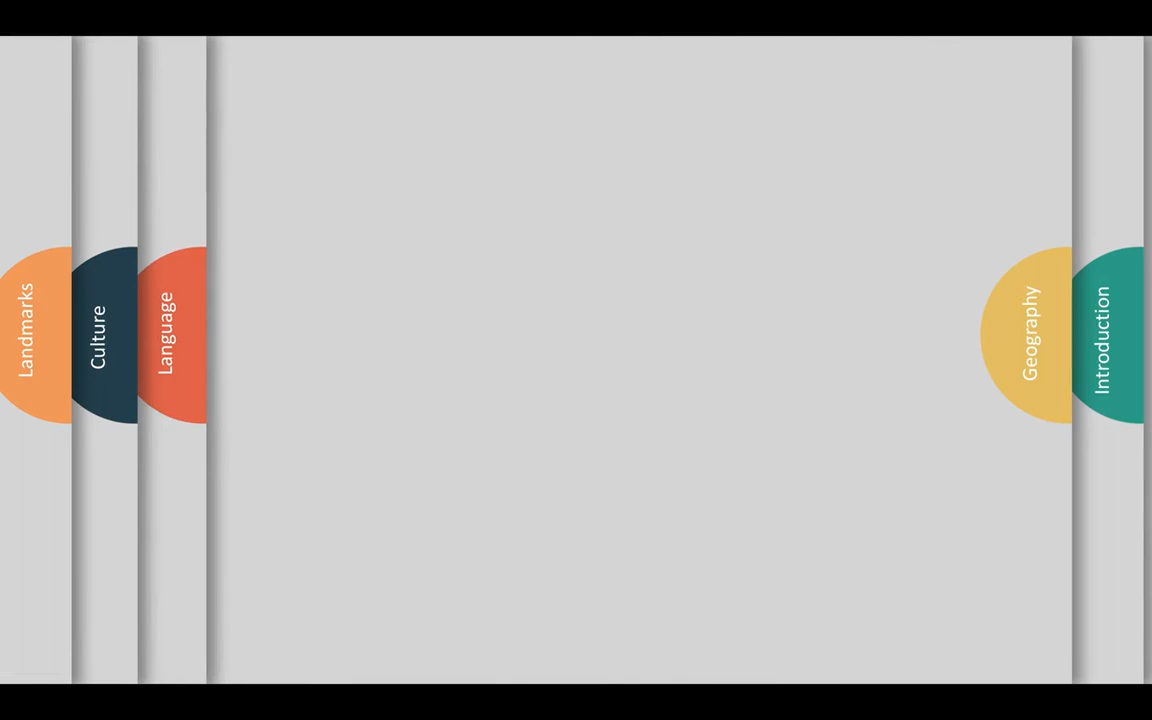 Landmarks
Culture
Language
Geography
Introduction